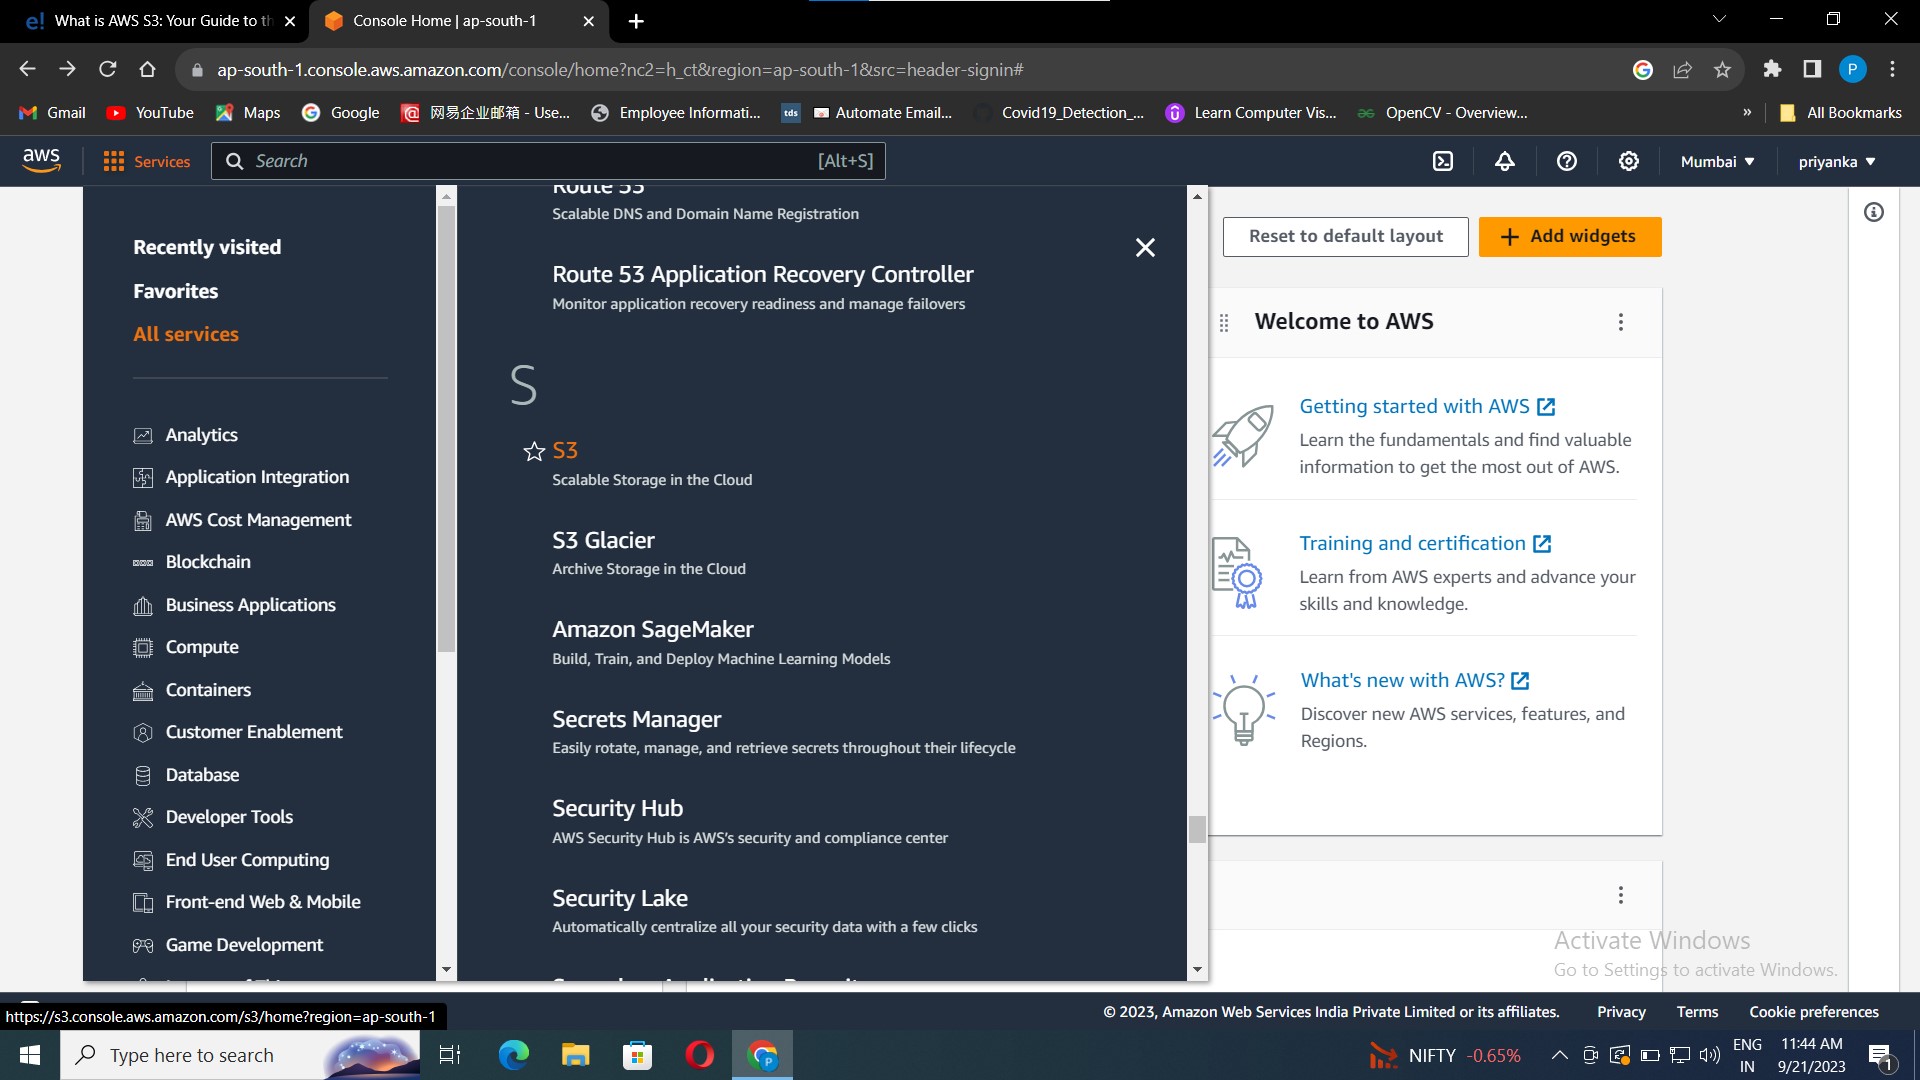 What is AWS S3: Your Guide to th
Console Home | ap-south-1
ap-south-1.console.aws.amazon.com/console/home?nc2=h_ct&region=ap-south-1&src=header-signin#
P
Gmail
YouTube
Maps
Google
网易企业邮箱 - Use...
Employee Informati...
tds
Automate Email...
Covid19_Detection_...
Learn Computer Vis...
OpenCV - Overview...
»
All Bookmarks
aws
Services
Search
[Alt+S]
Mumbai
priyanka
Recently visited
Favorites
All services
Analytics
Application Integration
AWS Cost Management
Blockchain
Business Applications
Compute
Containers
Customer Enablement
Database
Developer Tools
End User Computing
Front-end Web & Mobile
Game Development
Route 53
Scalable DNS and Domain Name Registration
Route 53 Application Recovery Controller
Monitor application recovery readiness and manage failovers
S
S3
Scalable Storage in the Cloud
S3 Glacier
Archive Storage in the Cloud
Amazon SageMaker
Build, Train, and Deploy Machine Learning Models
Secrets Manager
Easily rotate, manage, and retrieve secrets throughout their lifecycle
Security Hub
AWS Security Hub is AWS's security and compliance center
Security Lake
Automatically centralize all your security data with a few clicks
Reset to default layout
Add widgets
Welcome to AWS
Getting started with AWS
Learn the fundamentals and find valuable
information to get the most out of AWS.
Training and certification
Learn from AWS experts and advance your
skills and knowledge.
What's new with AWS?
Discover new AWS services, features, and
Regions.
Activate Windows
Go to Settings to activate Windows.
https://s3.console.aws.amazon.com/s3/home?region=ap-south-1
© 2023, Amazon Web Services India Private Limited or its affiliates.
Privacy
Terms
Cookie preferences
Type here to search
NIFTY -0.65%
ENG
IN
11:44 AM
9/21/2023
1